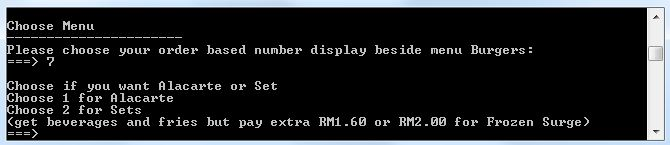 Choose Menu
----------------------
Please choose your order based number display beside menu Burgers:
===> 7
Choose if you want Alacarte or Set
Choose 1 for Alacarte
Choose 2 for Sets
(get beverages and fries but pay extra RM1.60 or RM2.00 for Frozen Surge)
===>